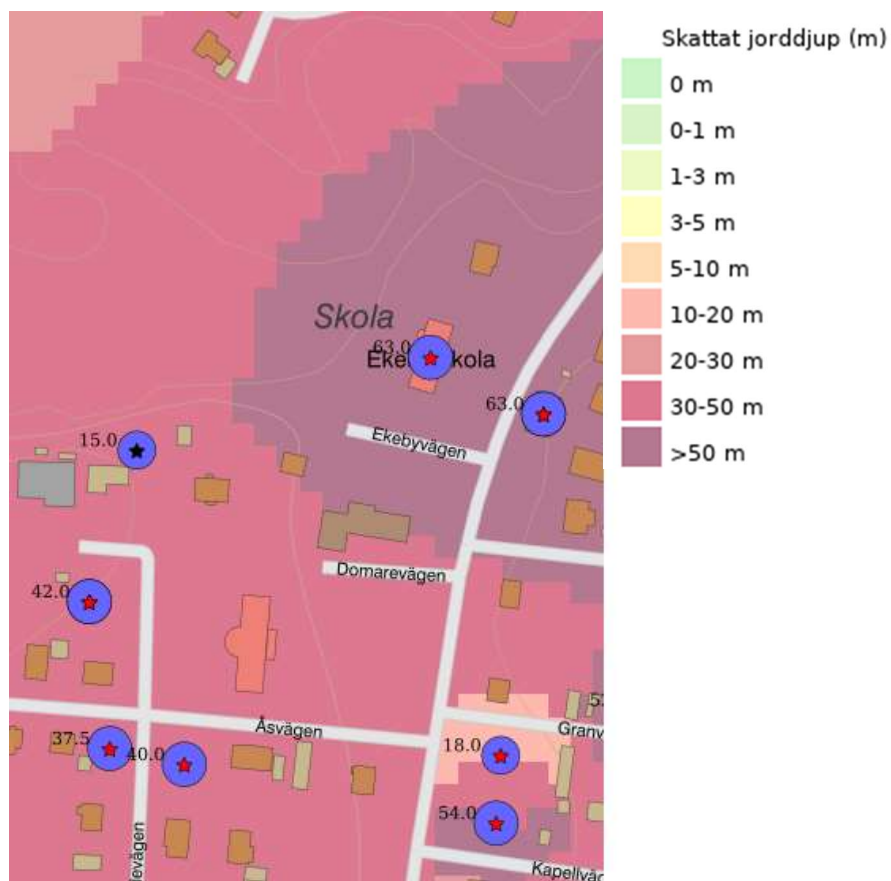 Skattat jorddjup (m)
0 m
0-1 m
1-3 m
3-5 m
5-10 m
10-20 m
20-30 m
30-50 m
>50 m
Skola
63.0
63.0
Ekebyvägen
15.0
Domarevägen
42.0
Åsvägen
Granv
37.5
40.0
18.0
54.0
levägen
Kapellväg